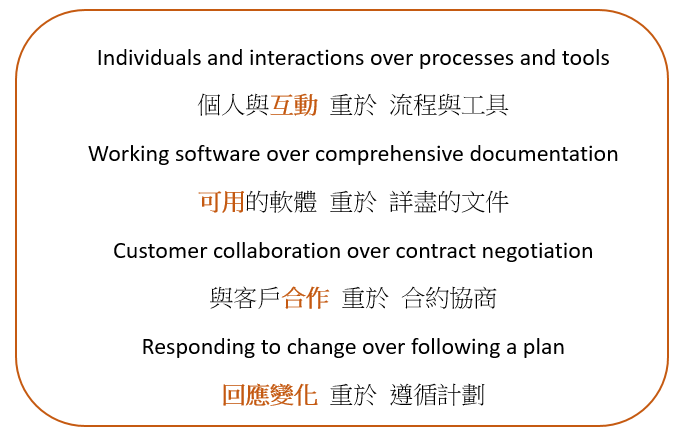 Individuals and interactions over processes and tools
個人與互動 重於 流程與工具
Working software over comprehensive documentation
可用的軟體 重於 詳盡的文件
Customer collaboration over contract negotiation
與客戶合作 重於 合約協商
Responding to change over following a plan
回應變化 重於 遵循計劃